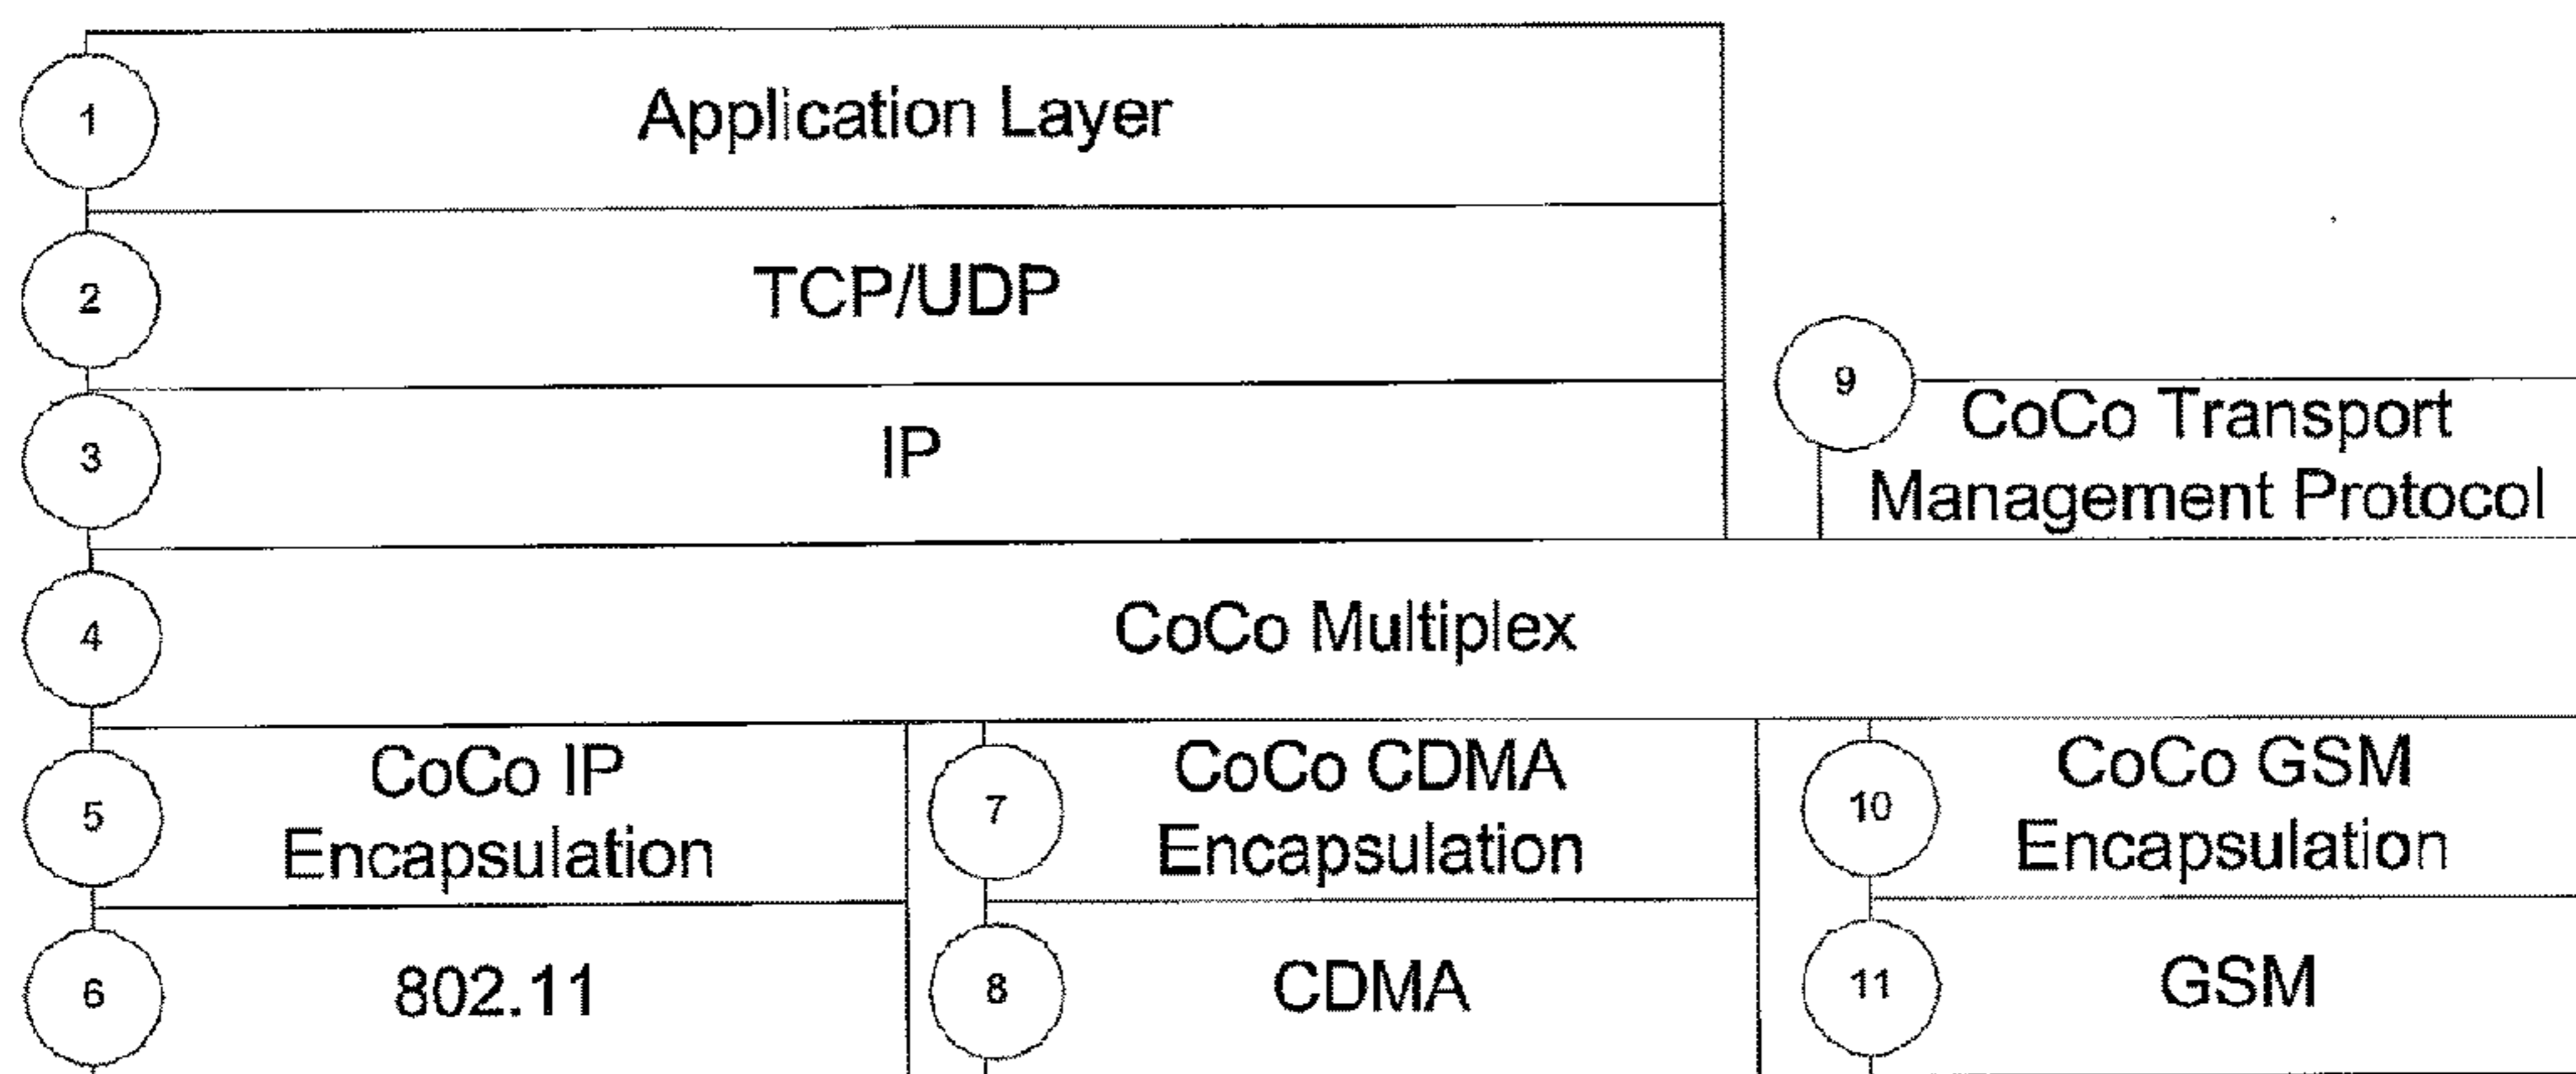 1
Application Layer
2
TCP/UDP
3
IP
9
CoCo Transport
Management Protocol
4
CoCo Multiplex
5
CoCo IP
Encapsulation
7
CoCo CDMA
Encapsulation
10
CoCo GSM
Encapsulation
6
802.11
8
CDMA
11
GSM